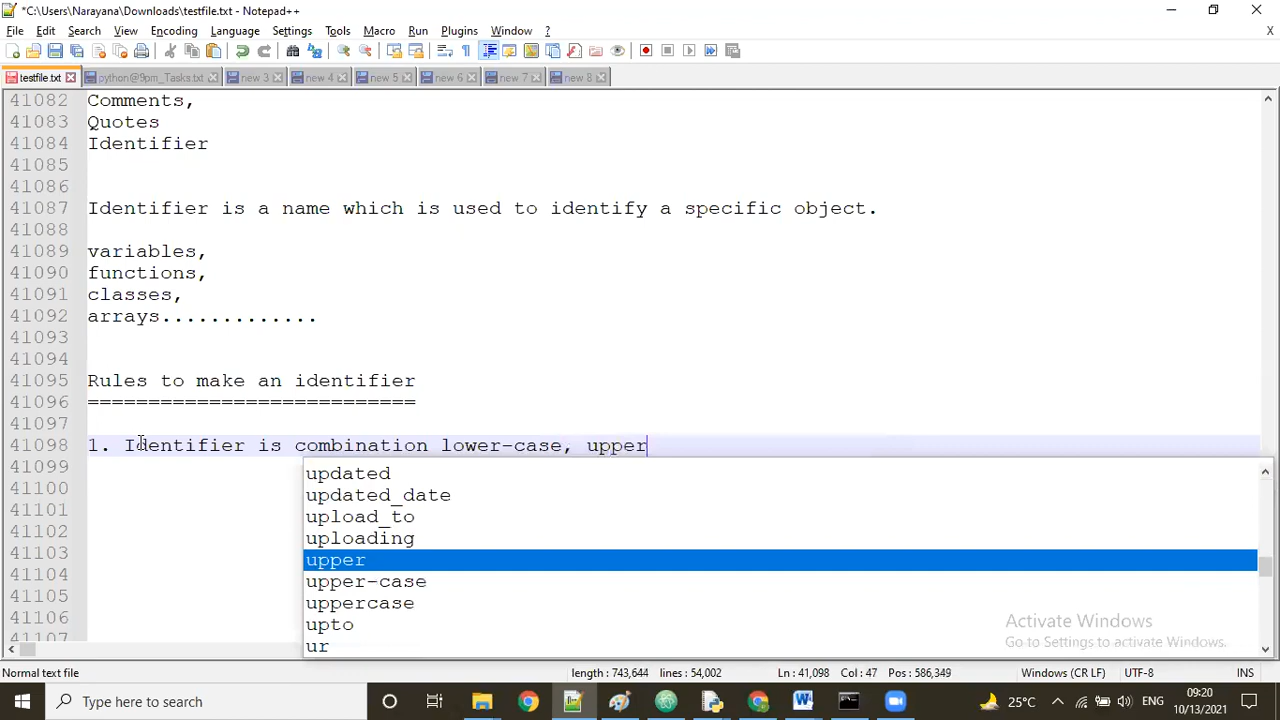 *C:\Users\Narayana\Downloads\testfile.txt - Notepad++
File Edit Search View Encoding Language Settings Tools Macro Run Plugins Window ? X
testfile.txt python@9pm_Tasks.txt new 3 new 4 new 5 new 6 new 7 new 8
41082 Comments,
41083 Quotes
41084 Identifier
41085
41086
41087 Identifier is a name which is used to identify a specific object.
41088
41089 variables,
41090 functions,
41091 classes,
41092 arrays.............
41093
41094
41095 Rules to make an identifier
41096 ===========================
41097
41098 1. Identifier is combination lower-case, upper
41099
updated
41100
updated_date
41101
upload_to
41102
uploading
41103
upper
41104
upper-case
41105
uppercase
41106
upto
41107
ur
Activate Windows
Go to Settings to activate Windows.
Normal text file length : 743,644 lines : 54,002 Ln : 41,098 Col : 47 Pos : 586,349 Windows (CR LF) UTF-8 INS
Type here to search 25°C ENG 09:20
10/13/2021